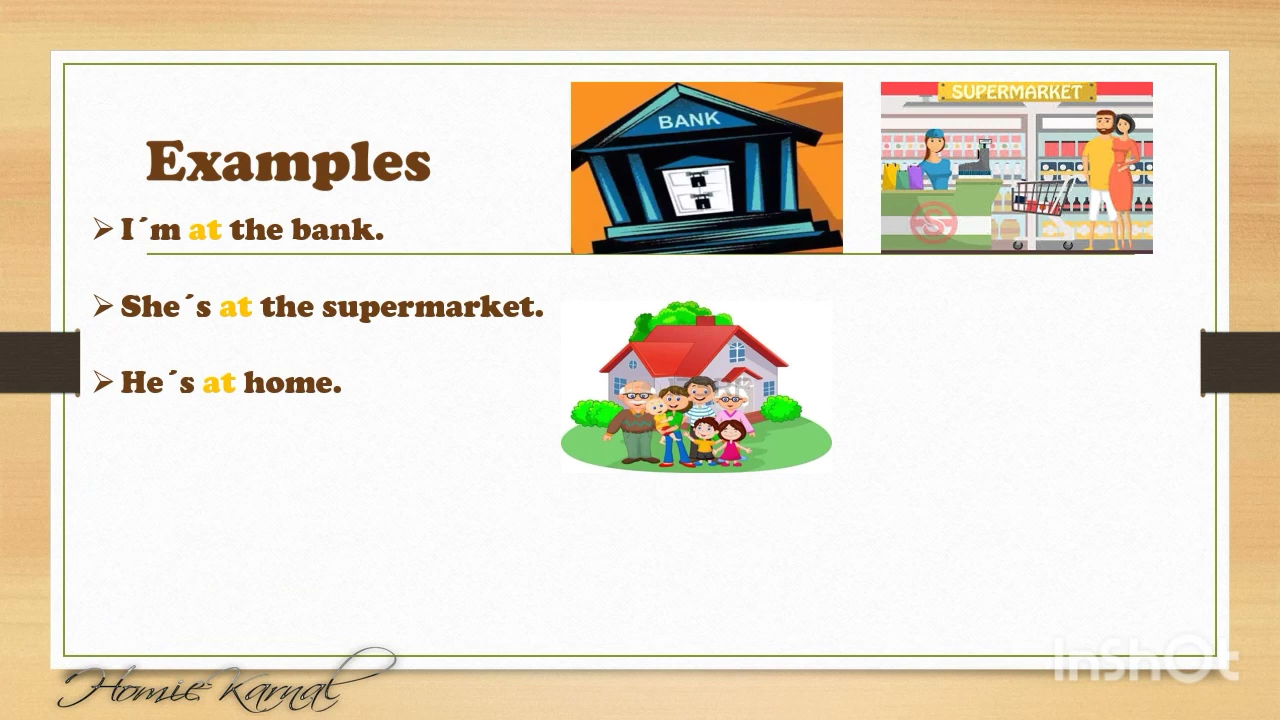 BANK
SUPERMARKET
Examples
I´m at the bank.
She´s at the supermarket.
He´s at home.
Homie Karnal
InShOt